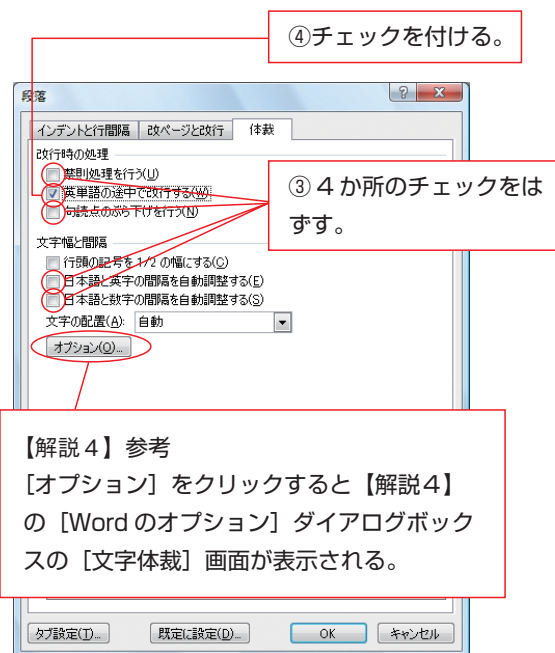 ④チェックを付ける。
段落
インデントと行間隔
改ページと改行
体裁
改行時の処理
禁則処理を行う(U)
英単語の途中で改行する(W)
句読点のぶら下げを行う(N)
③ 4 か所のチェックをは
ずす。
文字幅と間隔
行頭の記号を 1/2 の幅にする(C)
日本語と英字の間隔を自動調整する(E)
日本語と数字の間隔を自動調整する(S)
文字の配置(A): 自動
オプション(O)...
【解説４】参考
［オプション］をクリックすると【解説４】
の［Word のオプション］ダイアログボック
スの［文字体裁］画面が表示される。
タブ設定(T)... 既定に設定(D)... OK キャンセル